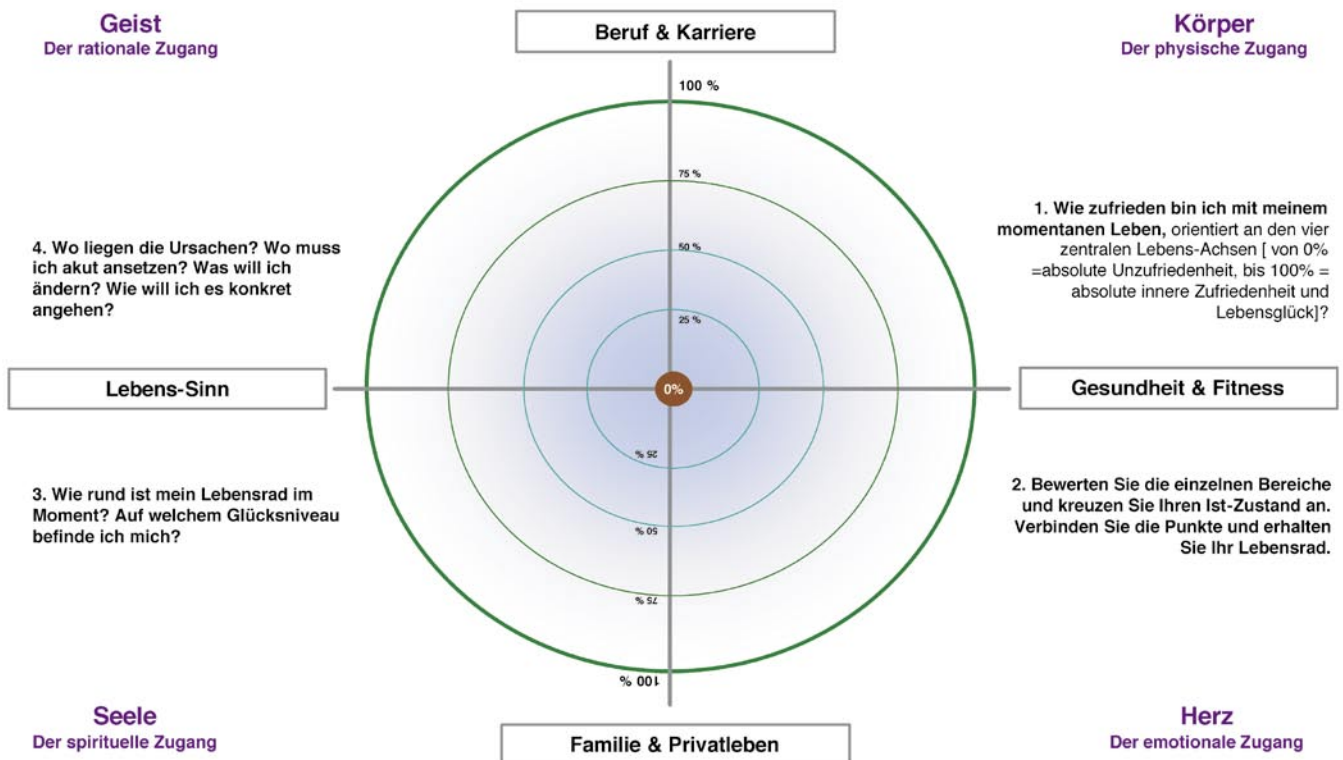 Geist
Der rationale Zugang
Beruf & Karriere
Körper
Der physische Zugang
100 %
75 %
50 %
25 %
0%
25 %
50 %
75 %
100 %
1. Wie zufrieden bin ich mit meinem
momentanen Leben, orientiert an den vier
zentralen Lebens-Achsen [ von 0%
=absolute Unzufriedenheit, bis 100% =
absolute innere Zufriedenheit und
Lebensglück]?
4. Wo liegen die Ursachen? Wo muss
ich akut ansetzen? Was will ich
ändern? Wie will ich es konkret
angehen?
Lebens-Sinn
Gesundheit & Fitness
3. Wie rund ist mein Lebensrad im
Moment? Auf welchem Glücksniveau
befinde ich mich?
2. Bewerten Sie die einzelnen Bereiche
und kreuzen Sie Ihren Ist-Zustand an.
Verbinden Sie die Punkte und erhalten
Sie Ihr Lebensrad.
Seele
Der spirituelle Zugang
Familie & Privatleben
Herz
Der emotionale Zugang